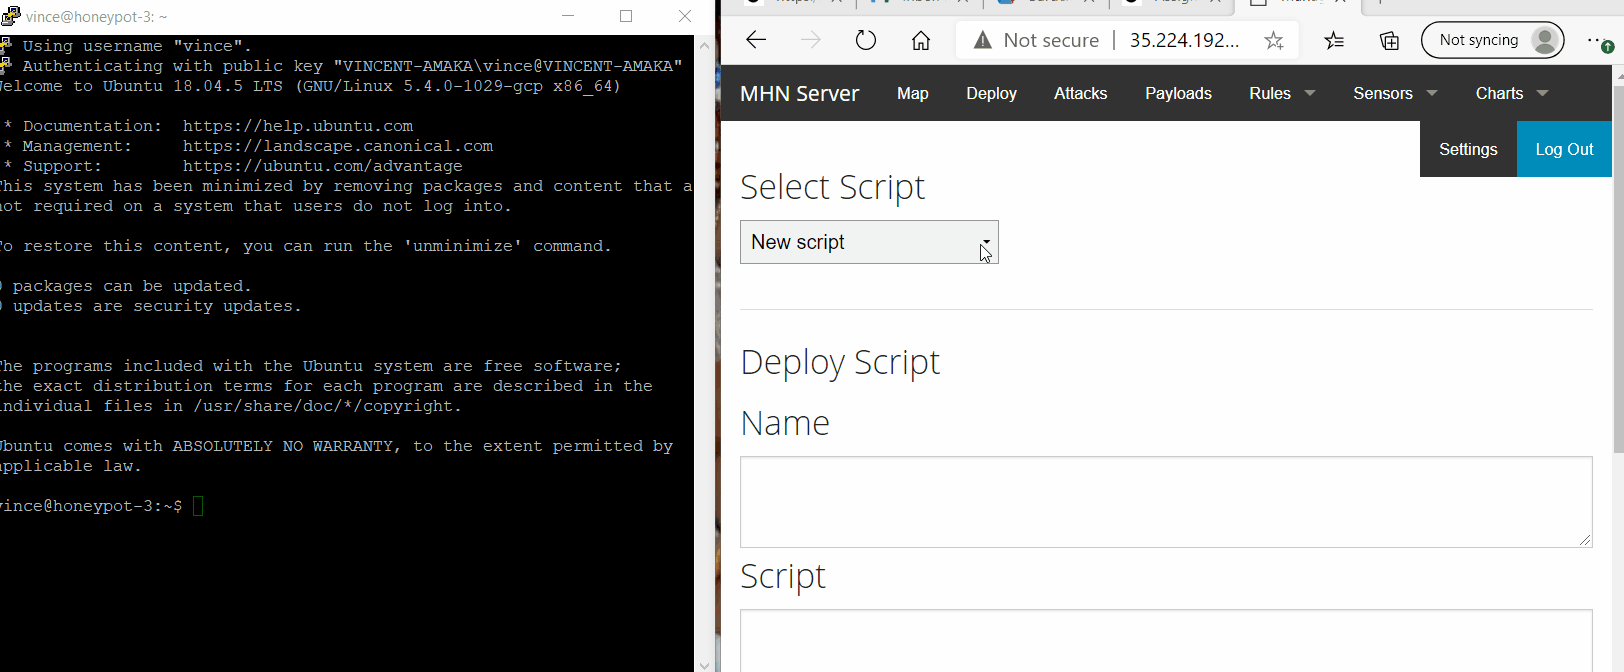 vince@honeypot-3: ~
Using username "vince".
Authenticating with public key "VINCENT-AMAKA\vince@VINCENT-AMAKA"
Welcome to Ubuntu 18.04.5 LTS (GNU/Linux 5.4.0-1029-gcp x86_64)
* Documentation: https://help.ubuntu.com
* Management: https://landscape.canonical.com
* Support: https://ubuntu.com/advantage
This system has been minimized by removing packages and content that a
not required on a system that users do not log into.
To restore this content, you can run the 'unminimize' command.
0 packages can be updated.
0 updates are security updates.
The programs included with the Ubuntu system are free software;
the exact distribution terms for each program are described in the
individual files in /usr/share/doc/*/copyright.
Ubuntu comes with ABSOLUTELY NO WARRANTY, to the extent permitted by
applicable law.
vince@honeypot-3:~$
Not secure | 35.224.192...
Not syncing
MHN Server Map Deploy Attacks Payloads Rules Sensors Charts
Settings Log Out
Select Script
New script
Deploy Script
Name
Script